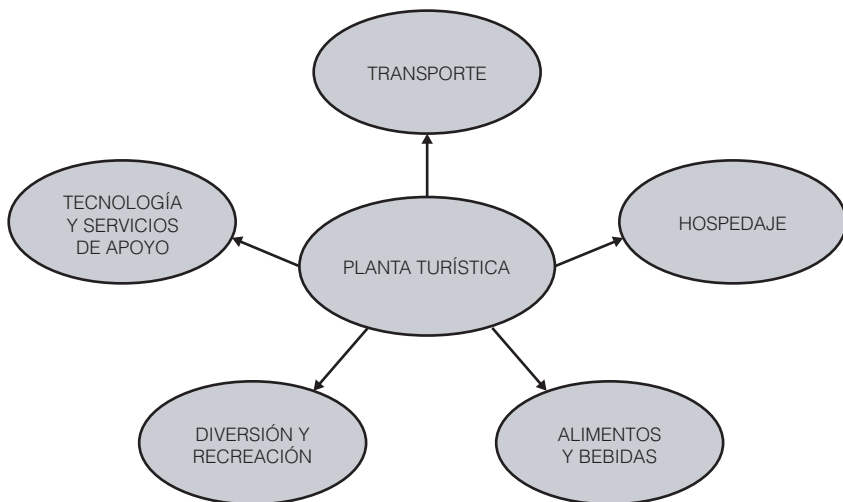 TRANSPORTE
TECNOLOGÍA
Y SERVICIOS
DE APOYO
HOSPEDAJE
PLANTA TURÍSTICA
DIVERSIÓN Y
RECREACIÓN
ALIMENTOS
Y BEBIDAS